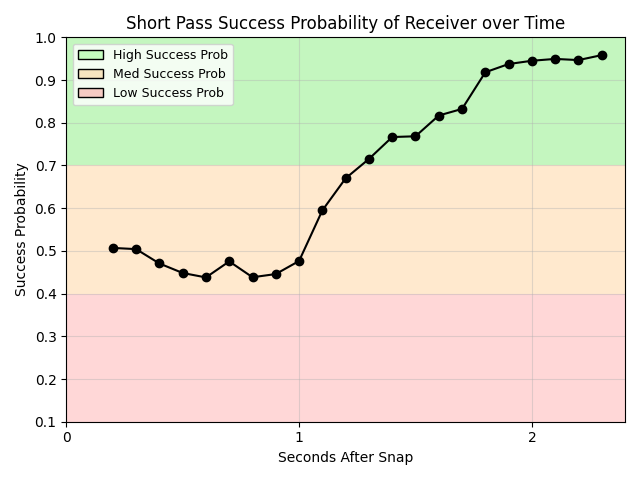 Short Pass Success Probability of Receiver over Time
High Success Prob
Med Success Prob
Low Success Prob
Success Probability
1.0
0.9
0.8
0.7
0.6
0.5
0.4
0.3
0.2
0.1
0
1
2
Seconds After Snap